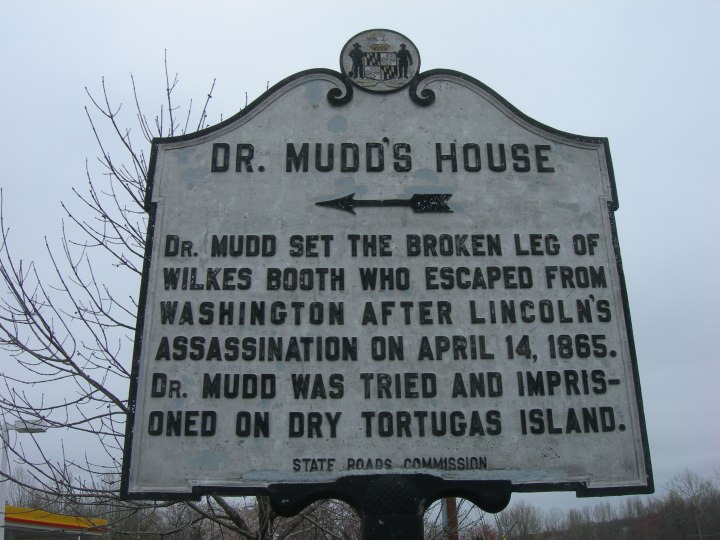 DR. MUDD'S HOUSE
DR. MUDD SET THE BROKEN LEG OF
WILKES BOOTH WHO ESCAPED FROM
WASHINGTON AFTER LINCOLN'S
ASSASSINATION ON APRIL 14, 1865.
DR. MUDD WAS TRIED AND IMPRIS-
ONED ON DRY TORTUGAS ISLAND.
STATE ROADS COMMISSION